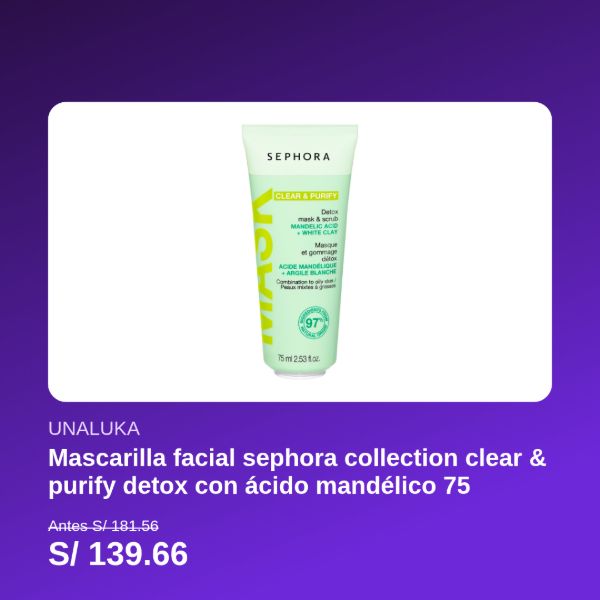 SEPHORA
CLEAR & PURIFY
MASK
Detox
mask & scrub
MANDELIC ACID
+ WHITE CLAY
Masque
et gommage
détox
ACIDE MANDÉLIQUE
+ ARGILE BLANCHE
Combination to oily skin /
Peaux mixtes à grasses
97%
75 ml 2.53 fl.oz.
UNALUKA
Mascarilla facial sephora collection clear &
purify detox con ácido mandélico 75
Antes S/ 181.56
S/ 139.66